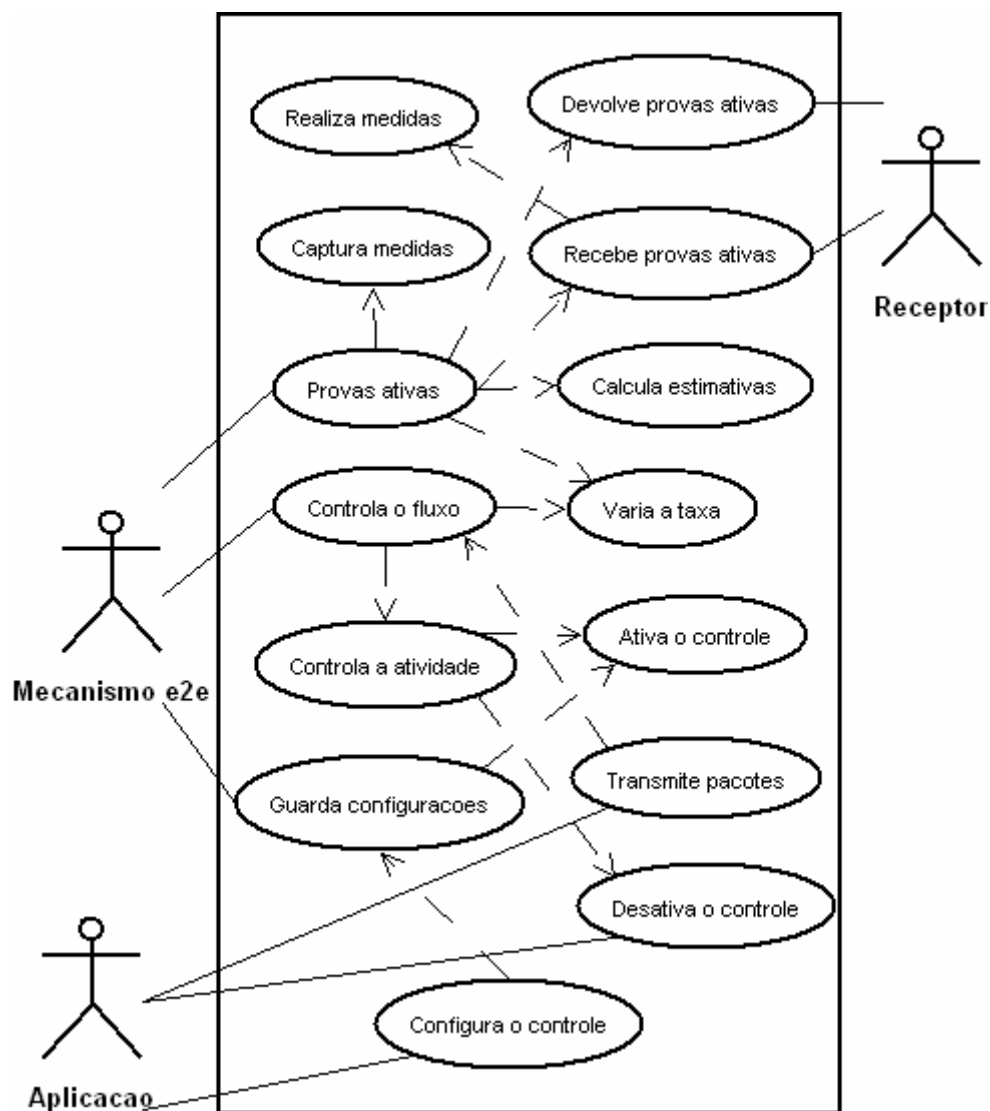 Devolve provas ativas
Realiza medidas
Captura medidas
Recebe provas ativas
Receptor
Provas ativas
Calcula estimativas
Controla o fluxo
Varia a taxa
Ativa o controle
Controla a atividade
Mecanismo e2e
Transmite pacotes
Guarda configuracoes
Desativa o controle
Configura o controle
Aplicacao